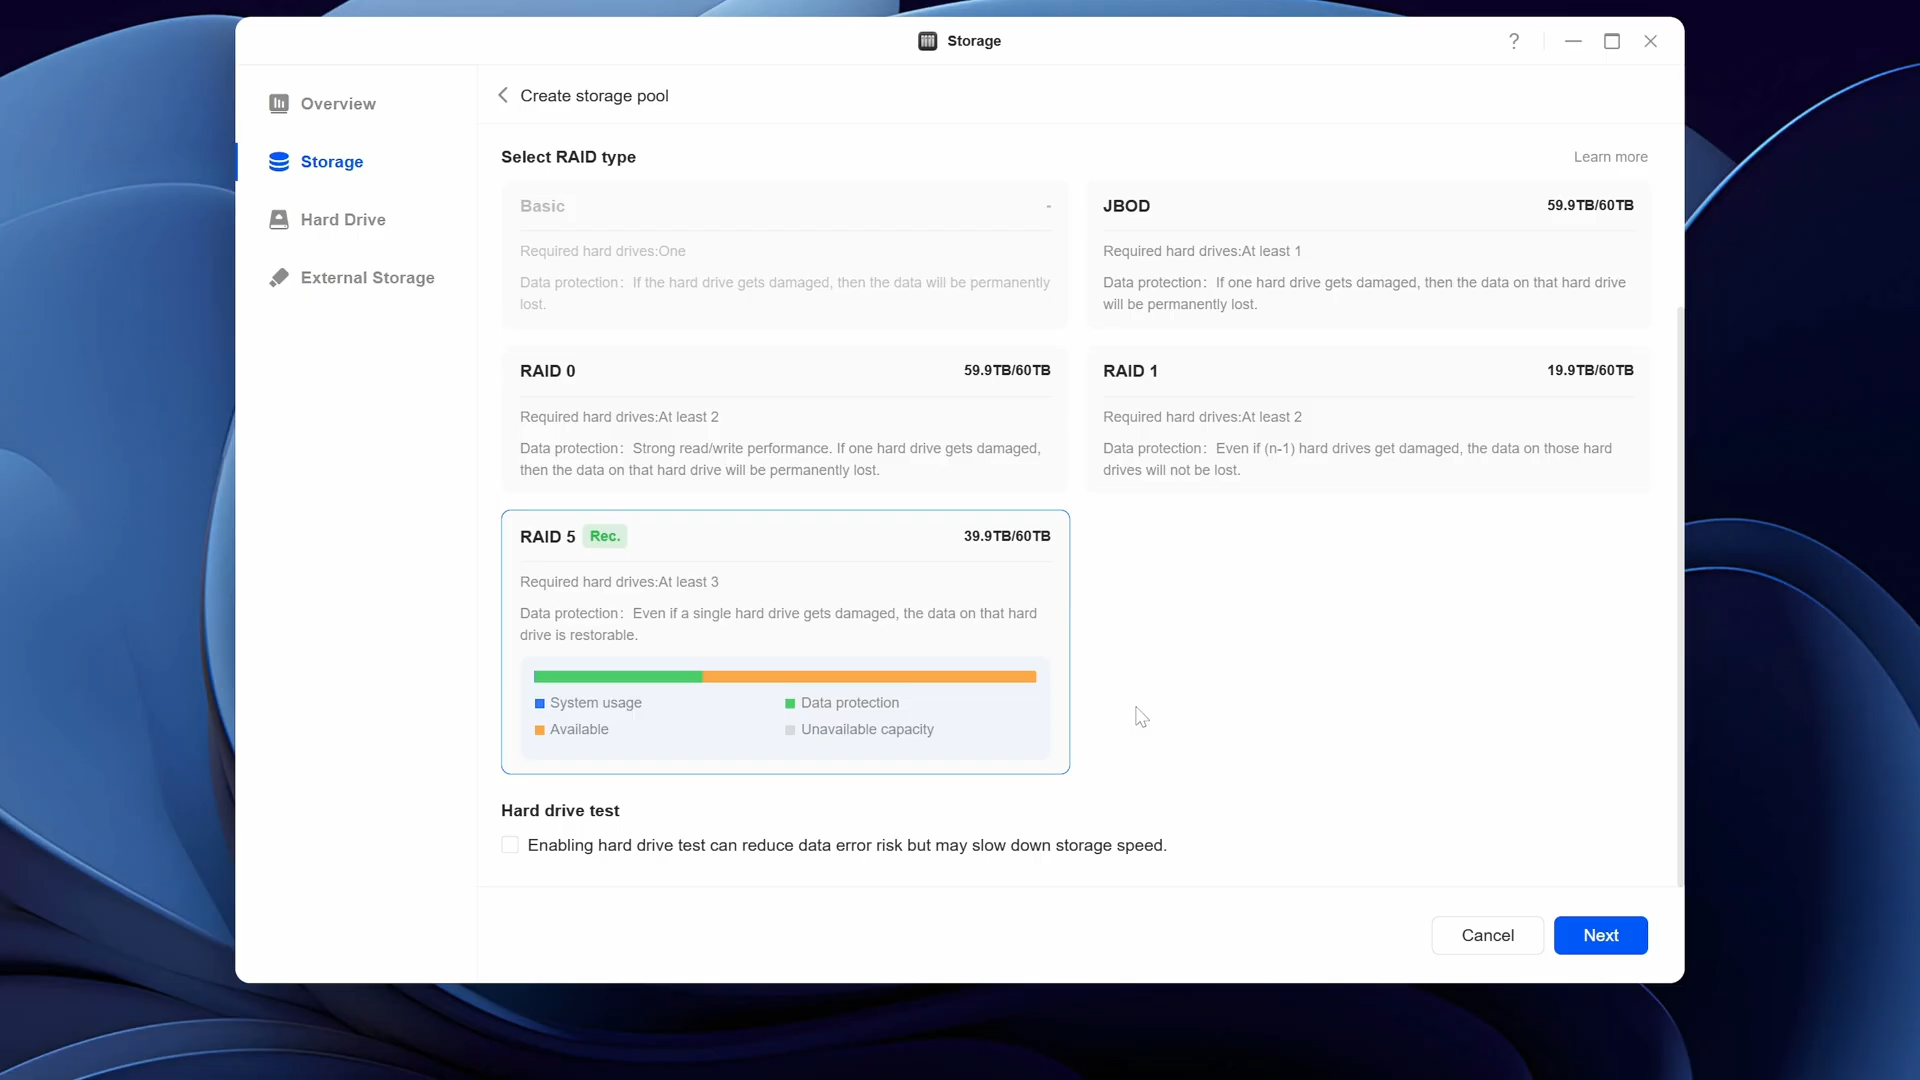 Storage
?
Overview
Storage
Hard Drive
External Storage
Create storage pool
Select RAID type
Learn more
Basic -
Required hard drives:One
Data protection： If the hard drive gets damaged, then the data will be permanently
lost.
JBOD 59.9TB/60TB
Required hard drives:At least 1
Data protection： If one hard drive gets damaged, then the data on that hard drive
will be permanently lost.
RAID 0 59.9TB/60TB
Required hard drives:At least 2
Data protection： Strong read/write performance. If one hard drive gets damaged,
then the data on that hard drive will be permanently lost.
RAID 1 19.9TB/60TB
Required hard drives:At least 2
Data protection： Even if (n-1) hard drives get damaged, the data on those hard
drives will not be lost.
RAID 5 Rec. 39.9TB/60TB
Required hard drives:At least 3
Data protection： Even if a single hard drive gets damaged, the data on that hard
drive is restorable.
System usage
Data protection
Available
Unavailable capacity
Hard drive test
Enabling hard drive test can reduce data error risk but may slow down storage speed.
Cancel
Next